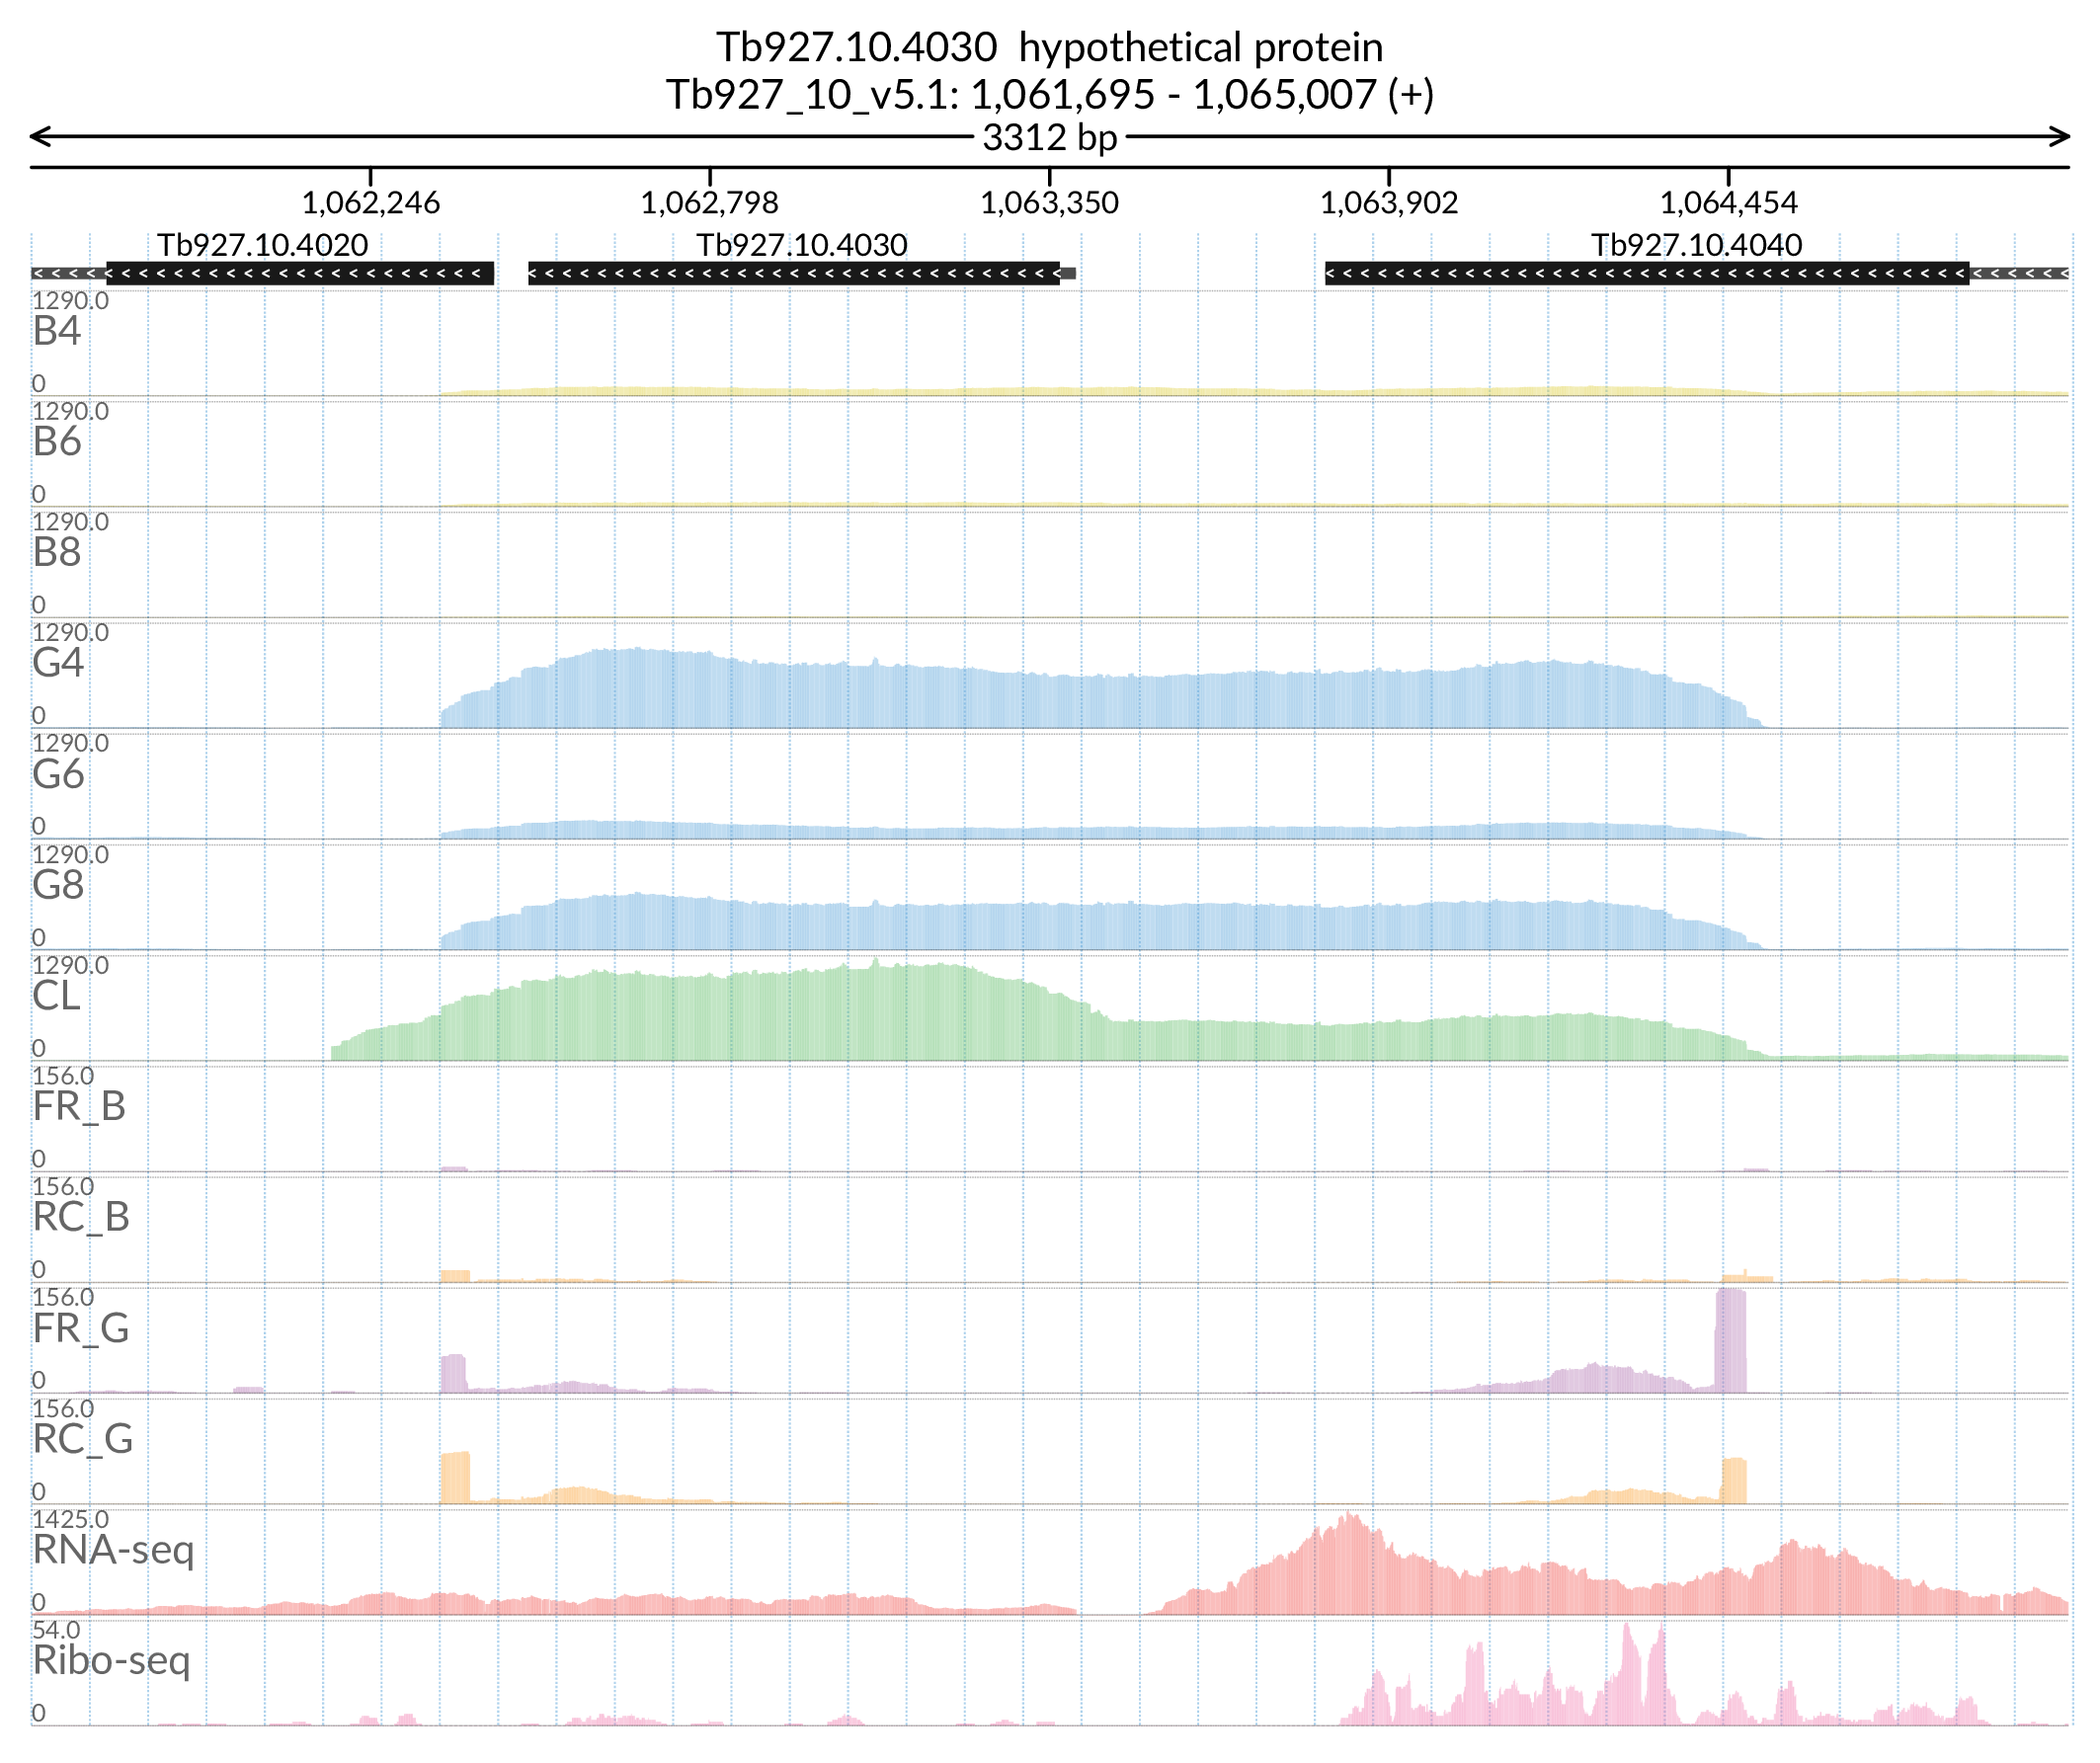 Tb927.10.4030  hypothetical protein
Tb927_10_v5.1: 1,061,695 - 1,065,007 (+)
3312 bp
1,062,246 1,062,798 1,063,350 1,063,902 1,064,454
Tb927.10.4020 Tb927.10.4030 Tb927.10.4040
1290.0
B4
0
1290.0
B6
0
1290.0
B8
0
1290.0
G4
0
1290.0
G6
0
1290.0
G8
0
1290.0
CL
0
156.0
FR_B
0
156.0
RC_B
0
156.0
FR_G
0
156.0
RC_G
0
1425.0
RNA-seq
0
54.0
Ribo-seq
0